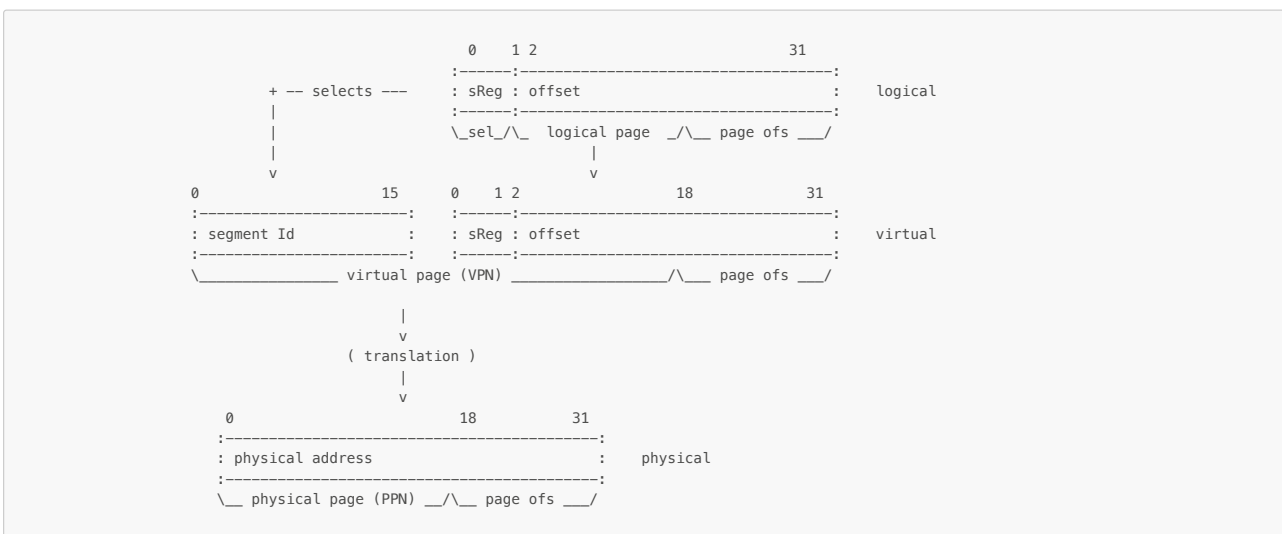 0 1 2 31
:------:------------------------------------:
+ -- selects --- : sReg : offset : logical
| :------:------------------------------------:
| \_sel_/\_ logical page _/\__ page ofs ___/
| |
v v
0 15 0 1 2 18 31
:------------------------: :------:------------------------------------:
: segment Id : : sReg : offset : virtual
:------------------------: :------:------------------------------------:
\________________ virtual page (VPN) __________________/\___ page ofs ___/
|
v
( translation )
|
v
0 18 31
:-------------------------------------------:
: physical address : physical
:-------------------------------------------:
\__ physical page (PPN) __/\__ page ofs ___/